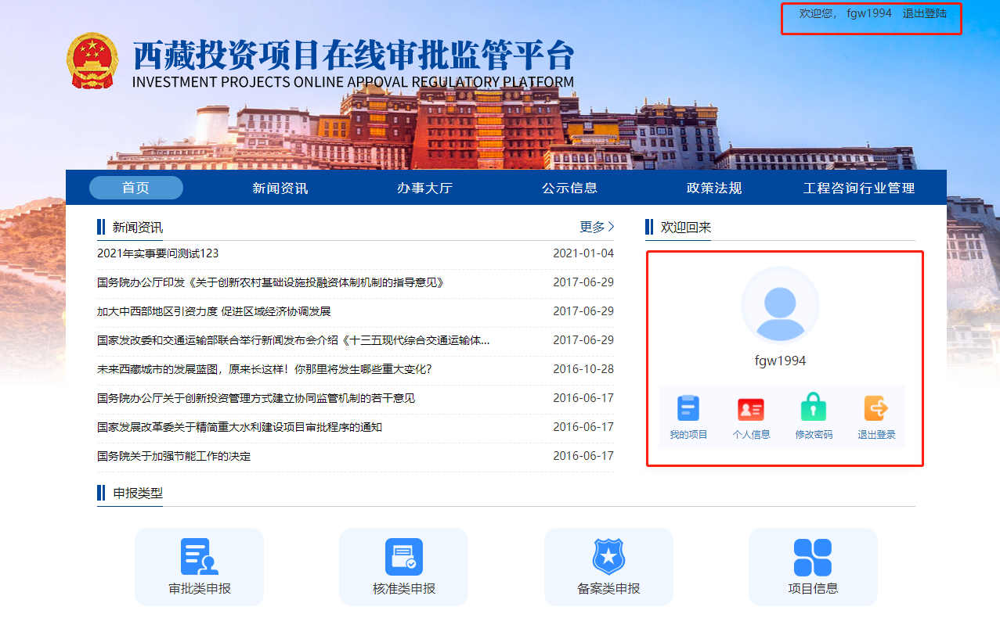 欢迎您， fgw1994 退出登陆
西藏投资项目在线审批监管平台
INVESTMENT PROJECTS ONLINE APPOVAL REGULATORY PLATFORM
首页 新闻资讯 办事大厅 公示信息 政策法规 工程咨询行业管理
新闻资讯 更多
2021年实事要问测试123 2021-01-04
国务院办公厅印发《关于创新农村基础设施投融资体制机制的指导意见》 2017-06-29
加大中西部地区引资力度 促进区域经济协调发展 2017-06-29
国家发改委和交通运输部联合举行新闻发布会介绍《十三五现代综合交通运输体... 2017-06-29
未来西藏城市的发展蓝图，原来长这样！你那里将发生哪些重大变化？ 2016-10-28
国务院办公厅关于创新投资管理方式建立协同监管机制的若干意见 2016-06-17
国家发展改革委关于精简重大水利建设项目审批程序的通知 2016-06-17
国务院关于加强节能工作的决定 2016-06-17
欢迎回来
fgw1994
我的项目 个人信息 修改密码 退出登录
申报类型
审批类申报 核准类申报 备案类申报 项目信息